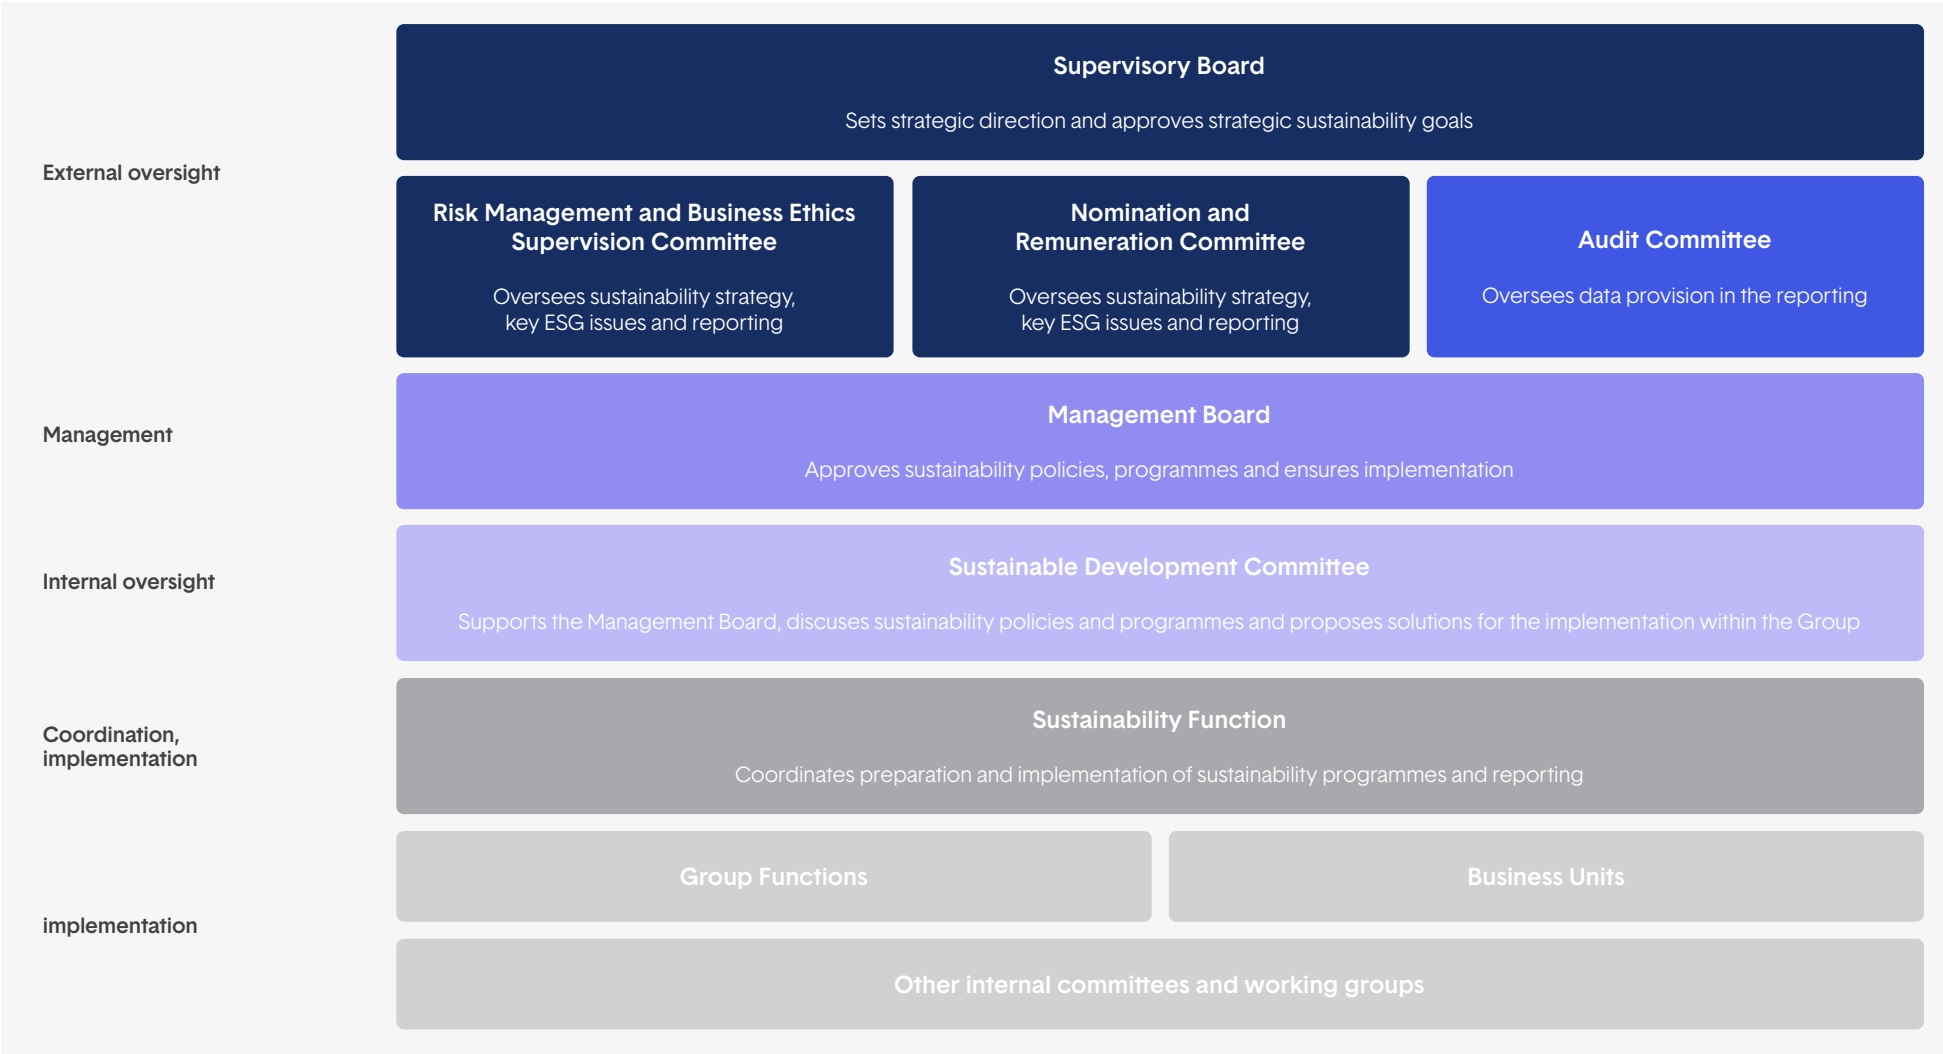 External oversight
Supervisory Board
Sets strategic direction and approves strategic sustainability goals
Risk Management and Business Ethics
Supervision Committee
Oversees sustainability strategy,
key ESG issues and reporting
Nomination and
Remuneration Committee
Oversees sustainability strategy,
key ESG issues and reporting
Audit Committee
Oversees data provision in the reporting
Management
Management Board
Approves sustainability policies, programmes and ensures implementation
Internal oversight
Sustainable Development Committee
Supports the Management Board, discuses sustainability policies and programmes and proposes solutions for the implementation within the Group
Coordination,
implementation
Sustainability Function
Coordinates preparation and implementation of sustainability programmes and reporting
implementation
Group Functions
Business Units
Other internal committees and working groups